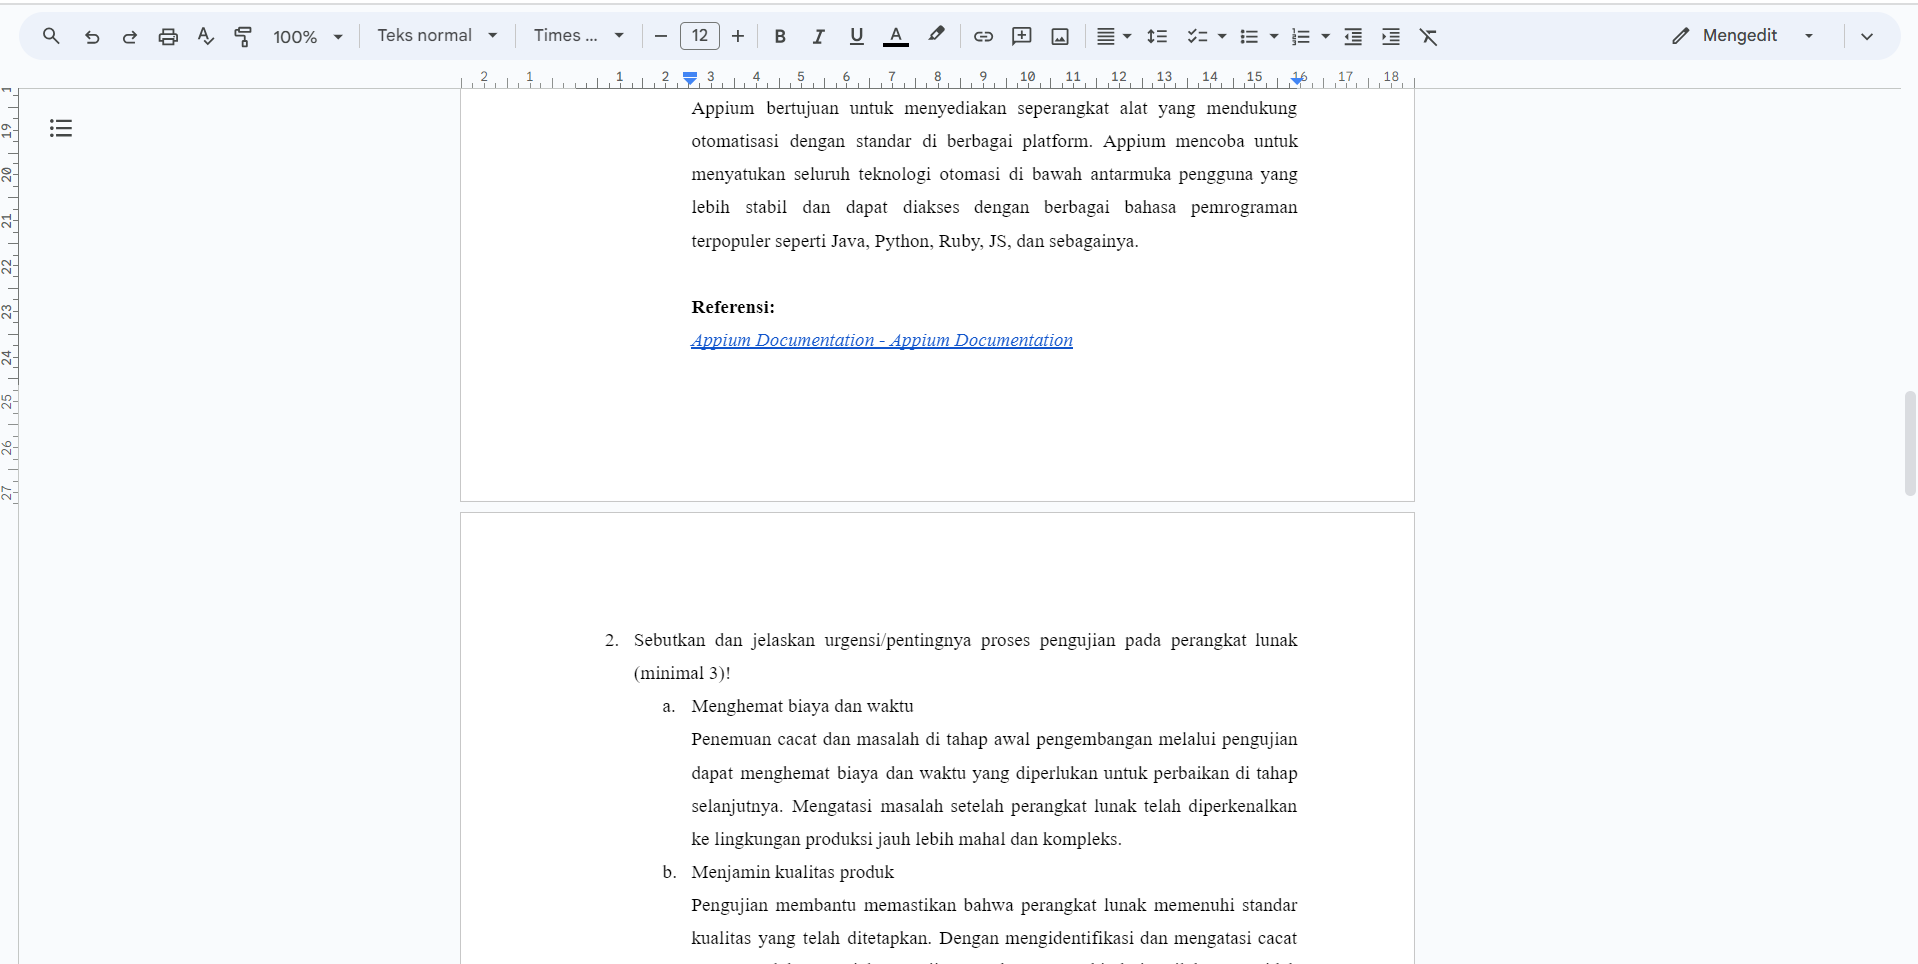 100% Teks normal Times ... 12 B I U A Mengedit
2 1 1 2 3 4 5 6 7 8 9 10 11 12 13 14 15 16 17 18
1
19
20
21
22
23
24
25
26
27
Appium bertujuan untuk menyediakan seperangkat alat yang mendukung
otomatisasi dengan standar di berbagai platform. Appium mencoba untuk
menyatukan seluruh teknologi otomasi di bawah antarmuka pengguna yang
lebih stabil dan dapat diakses dengan berbagai bahasa pemrograman
terpopuler seperti Java, Python, Ruby, JS, dan sebagainya.
Referensi:
Appium Documentation - Appium Documentation
2. Sebutkan dan jelaskan urgensi/pentingnya proses pengujian pada perangkat lunak
(minimal 3)!
a. Menghemat biaya dan waktu
Penemuan cacat dan masalah di tahap awal pengembangan melalui pengujian
dapat menghemat biaya dan waktu yang diperlukan untuk perbaikan di tahap
selanjutnya. Mengatasi masalah setelah perangkat lunak telah diperkenalkan
ke lingkungan produksi jauh lebih mahal dan kompleks.
b. Menjamin kualitas produk
Pengujian membantu memastikan bahwa perangkat lunak memenuhi standar
kualitas yang telah ditetapkan. Dengan mengidentifikasi dan mengatasi cacat